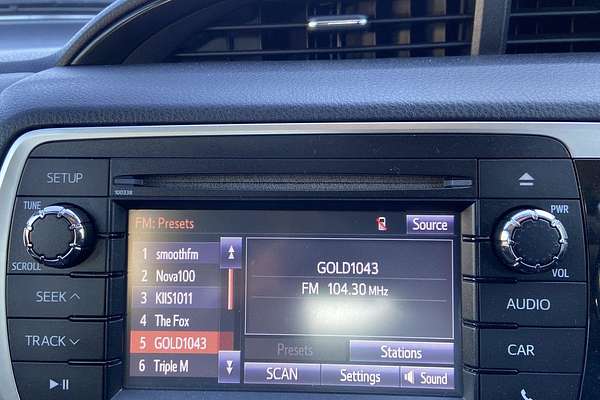 100338
SETUP
TUNE
SCROLL
SEEK
TRACK
FM: Presets
Source
1 smoothfm
2 Nova100
3 KIIS1011
4 The Fox
5 GOLD1043
6 Triple M
GOLD1043
FM 104.30 MHz
Presets
Stations
SCAN
Settings
Sound
PWR
VOL
AUDIO
CAR